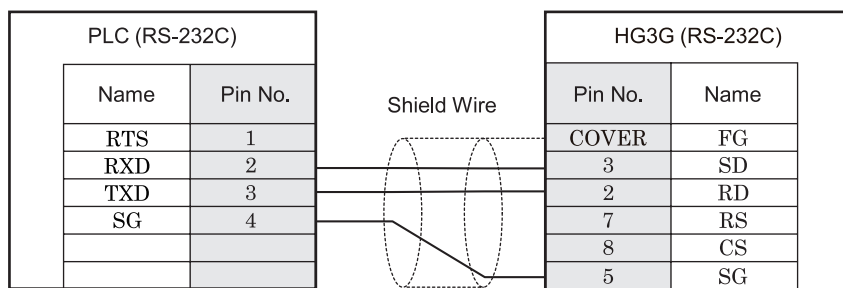 PLC (RS-232C)
Name Pin No.
RTS 1
RXD 2
TXD 3
SG 4
Shield Wire
HG3G (RS-232C)
Pin No. Name
COVER FG
3 SD
2 RD
7 RS
8 CS
5 SG